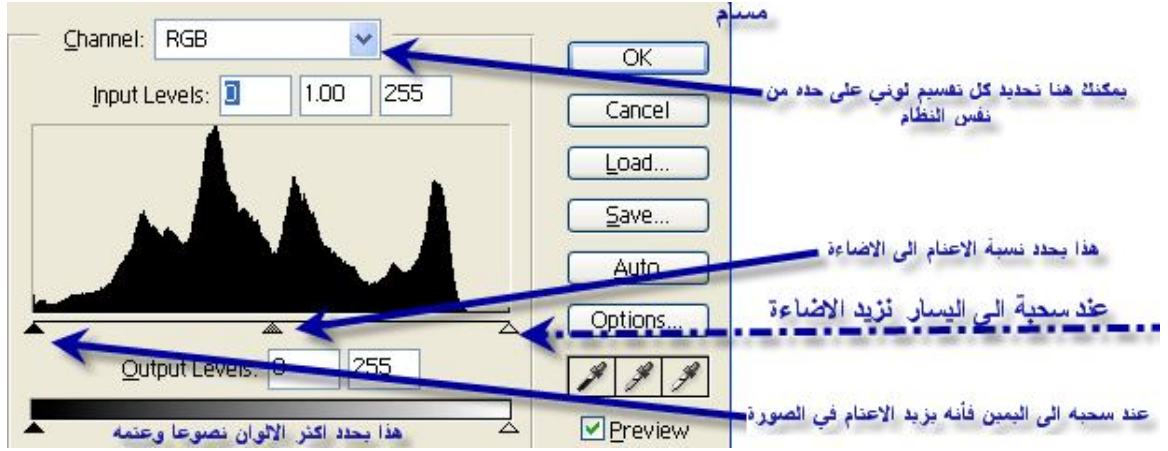 مسام
Channel: RGB
OK
Input Levels: 0 1.00 255
يمكنك هنا تحديد كل تقسيم لوني على حده من
نفس النظام
Cancel
Load...
Save...
هذا يحدد نسبة الاعتام الى الاضاءة
Auto
عند سحبة الى اليسار نزيد الاضاءة
Options...
Output Levels: 0 255
عند سحبه الى اليمين فأنه يزيد الاعتام في الصورة
هذا يحدد اكثر الالوان نصوعا وعتمه
Preview